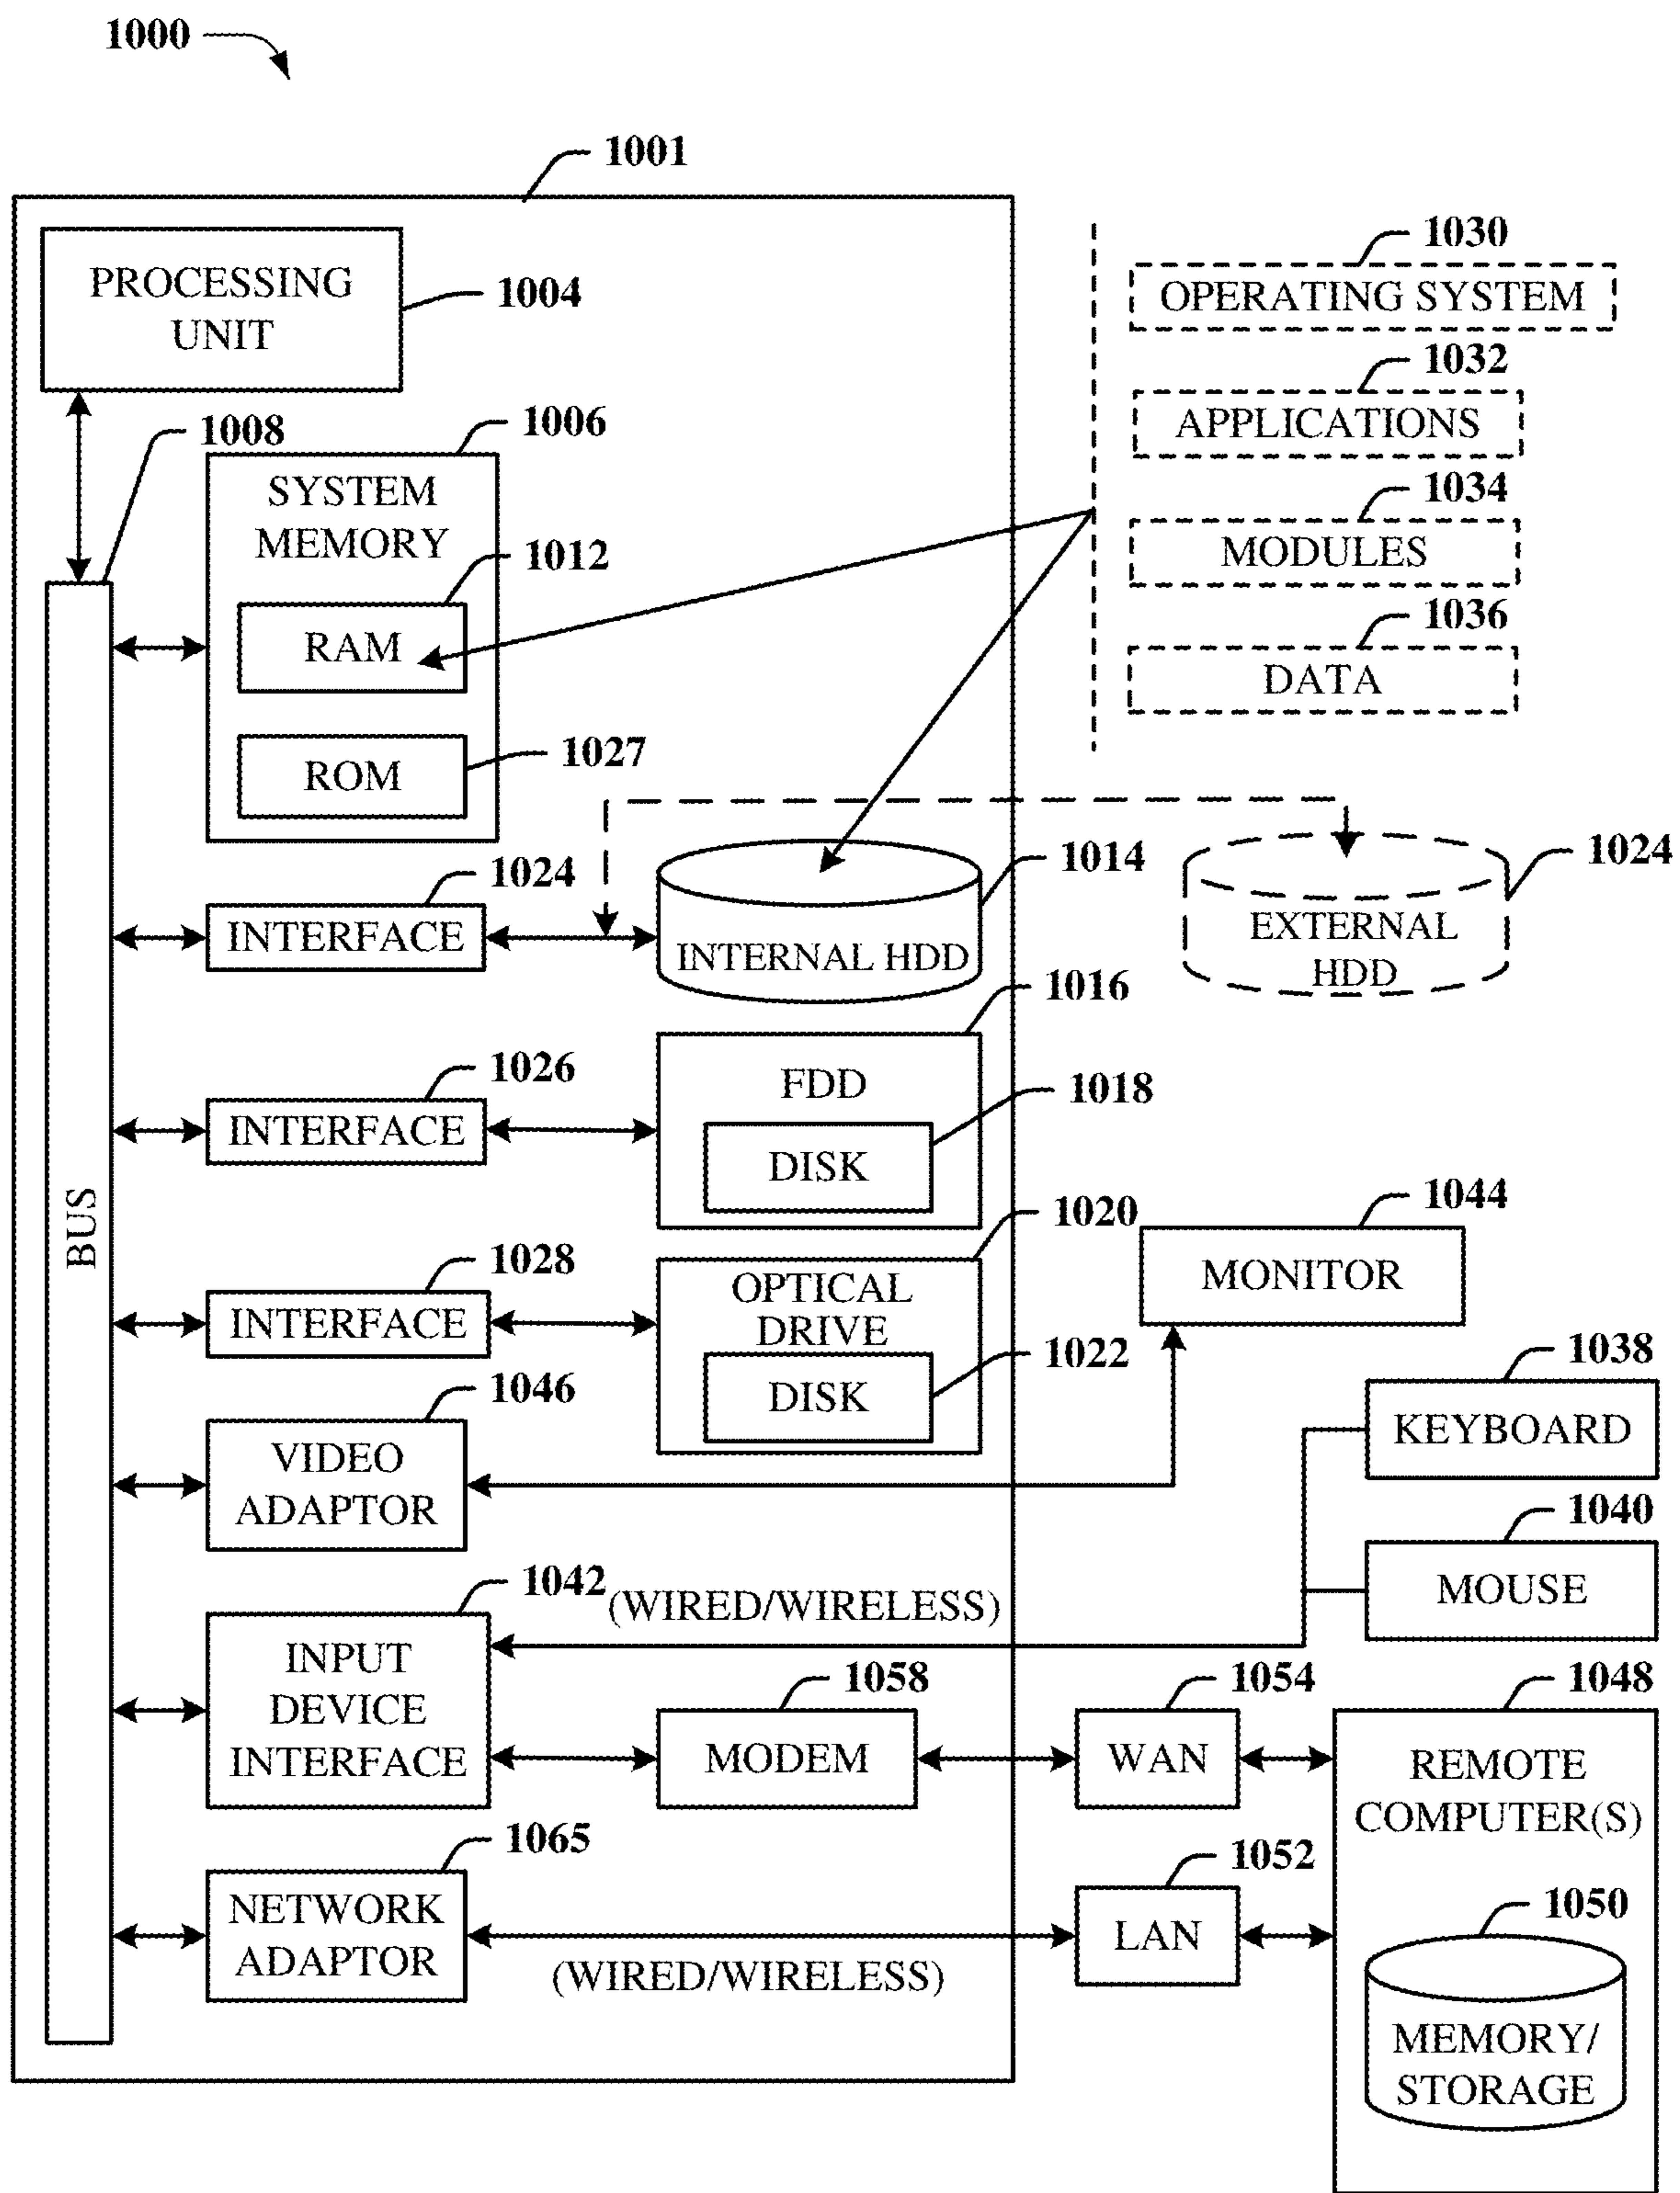 1000
1001
PROCESSING
UNIT
1004
1030
OPERATING SYSTEM
1032
APPLICATIONS
1034
MODULES
1036
DATA
1008
1006
SYSTEM
MEMORY
1012
RAM
1027
ROM
1024
INTERFACE
1014
INTERNAL HDD
1024
EXTERNAL
HDD
1016
FDD
1026
INTERFACE
1018
DISK
BUS
1020
OPTICAL
DRIVE
1028
INTERFACE
1022
DISK
1044
MONITOR
1046
VIDEO
ADAPTOR
1038
KEYBOARD
1040
MOUSE
1042
(WIRED/WIRELESS)
INPUT
DEVICE
INTERFACE
1058
MODEM
1054
WAN
1048
REMOTE
COMPUTER(S)
1065
NETWORK
ADAPTOR
(WIRED/WIRELESS)
1052
LAN
1050
MEMORY/
STORAGE